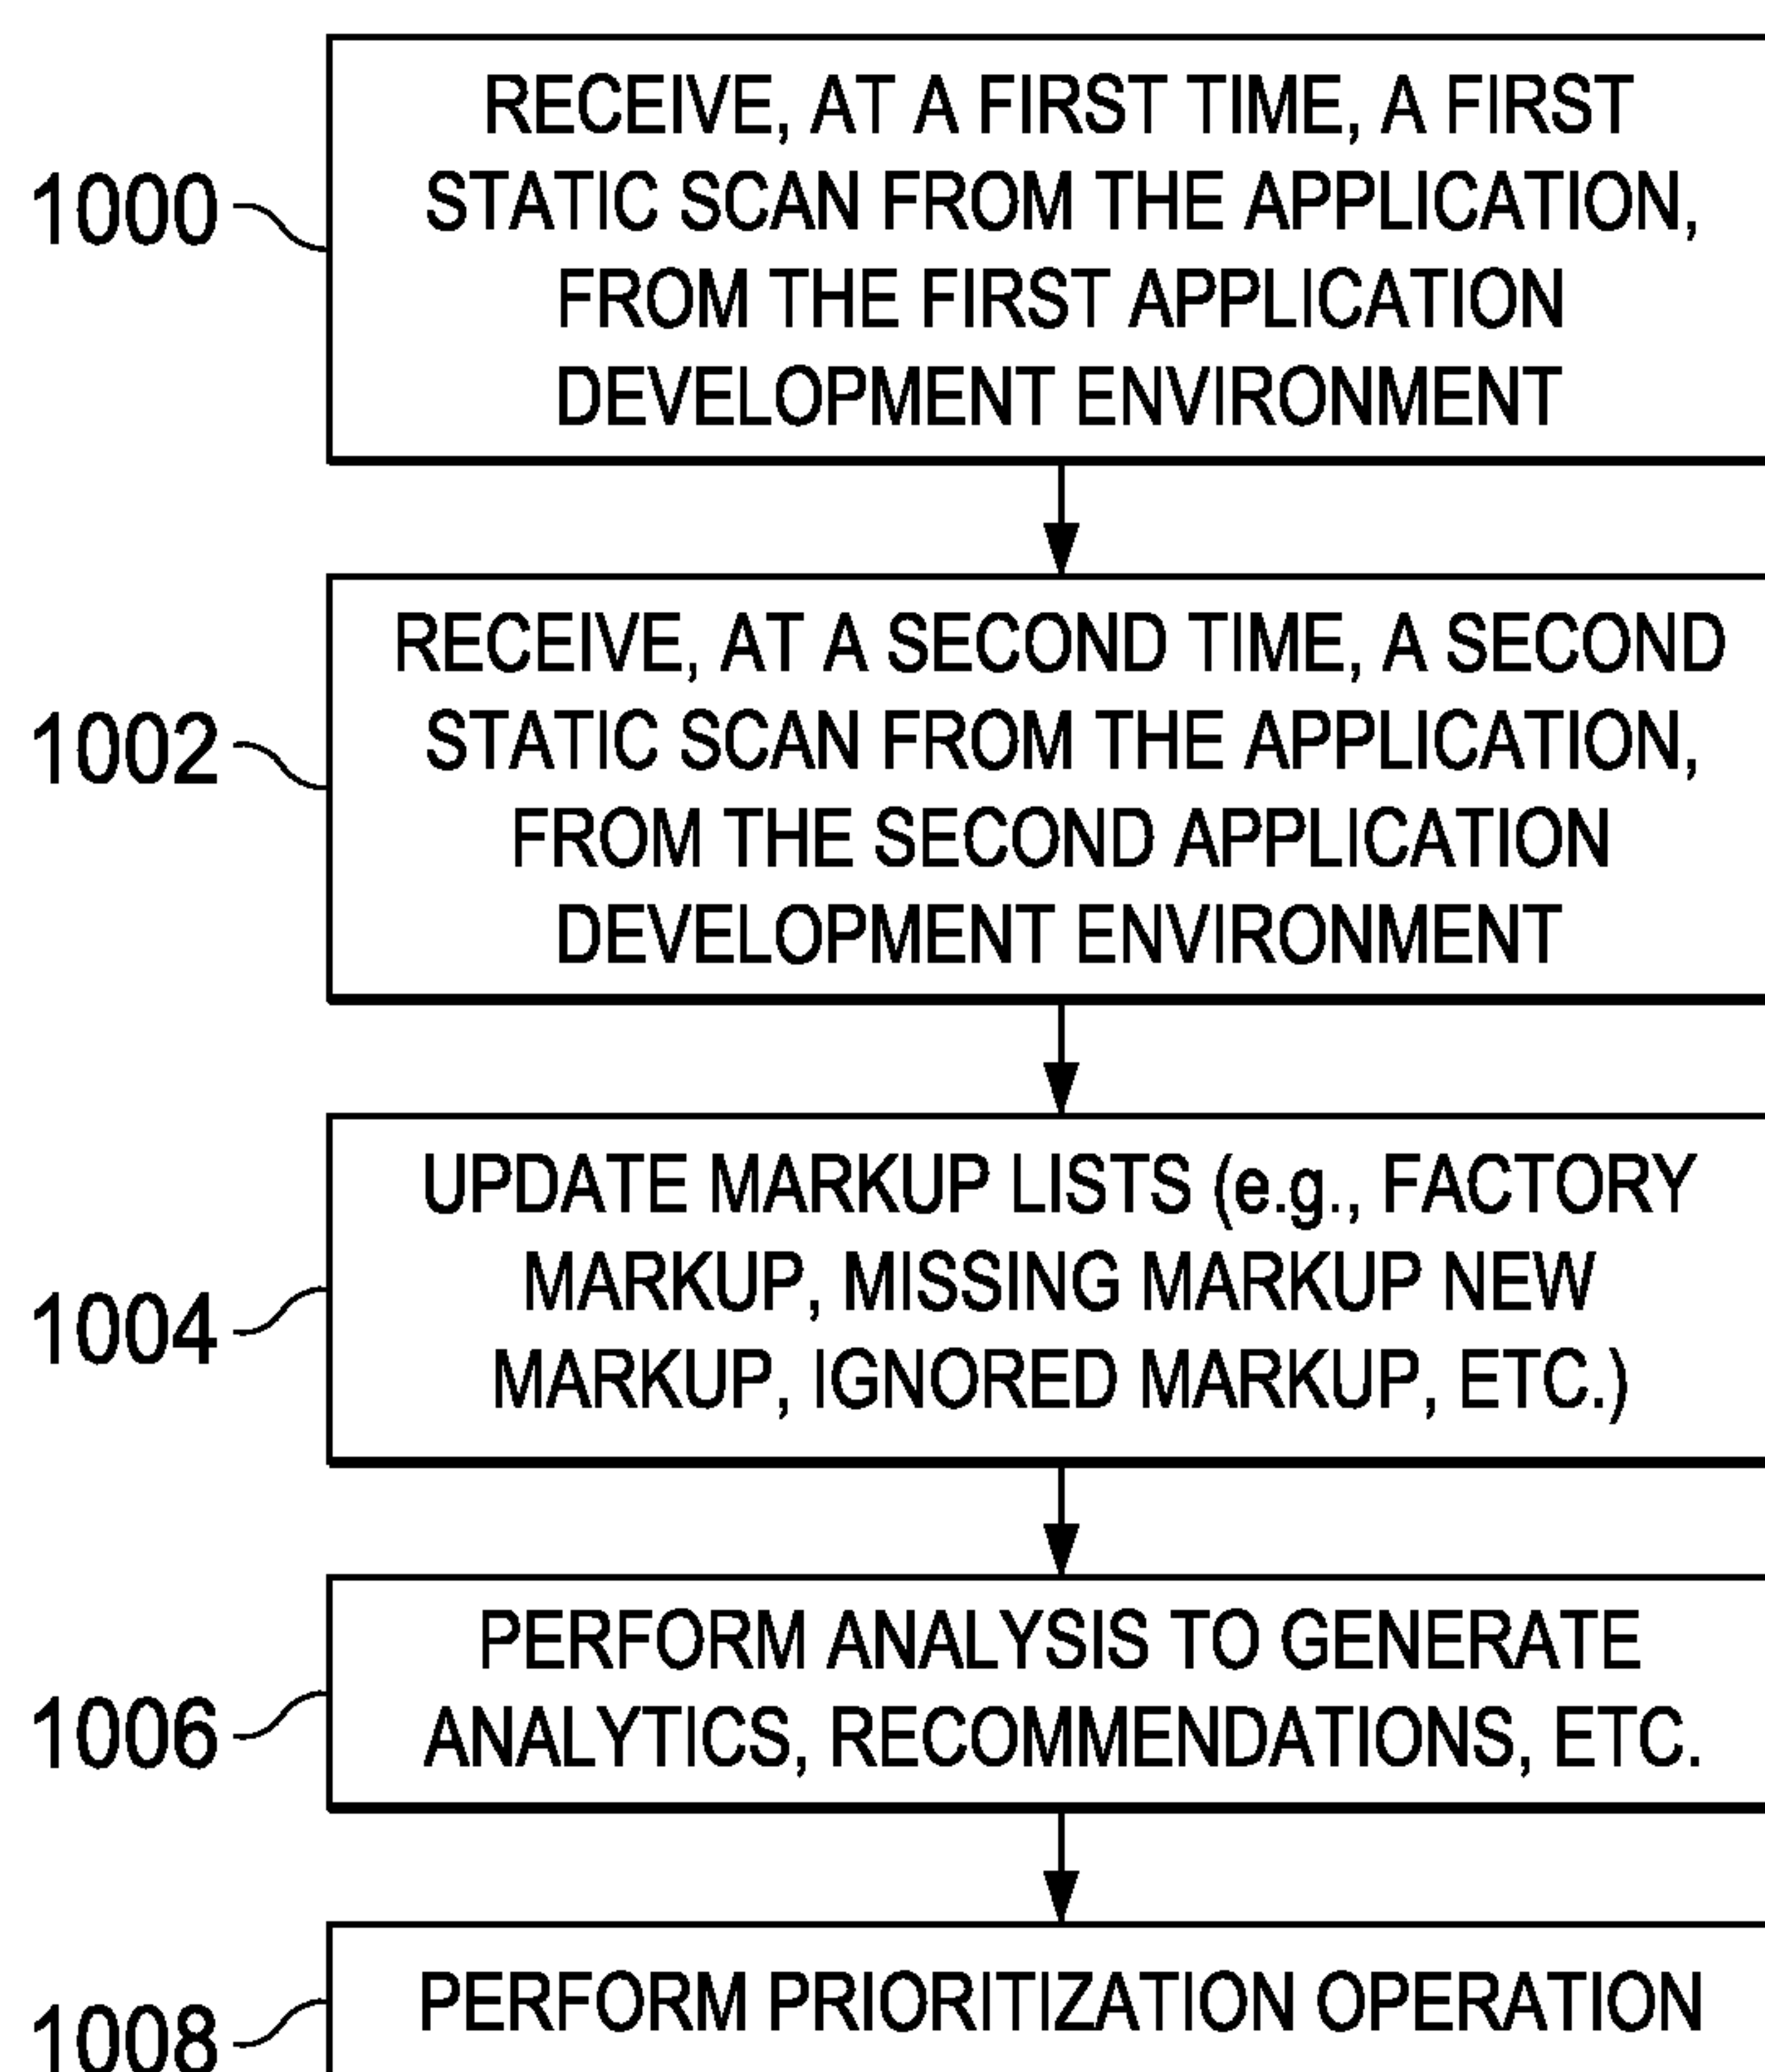 RECEIVE, AT A FIRST TIME, A FIRST
STATIC SCAN FROM THE APPLICATION,
FROM THE FIRST APPLICATION
DEVELOPMENT ENVIRONMENT
1000
RECEIVE, AT A SECOND TIME, A SECOND
STATIC SCAN FROM THE APPLICATION,
FROM THE SECOND APPLICATION
DEVELOPMENT ENVIRONMENT
1002
UPDATE MARKUP LISTS (e.g., FACTORY
MARKUP, MISSING MARKUP NEW
MARKUP, IGNORED MARKUP, ETC.)
1004
PERFORM ANALYSIS TO GENERATE
ANALYTICS, RECOMMENDATIONS, ETC.
1006
PERFORM PRIORITIZATION OPERATION
1008